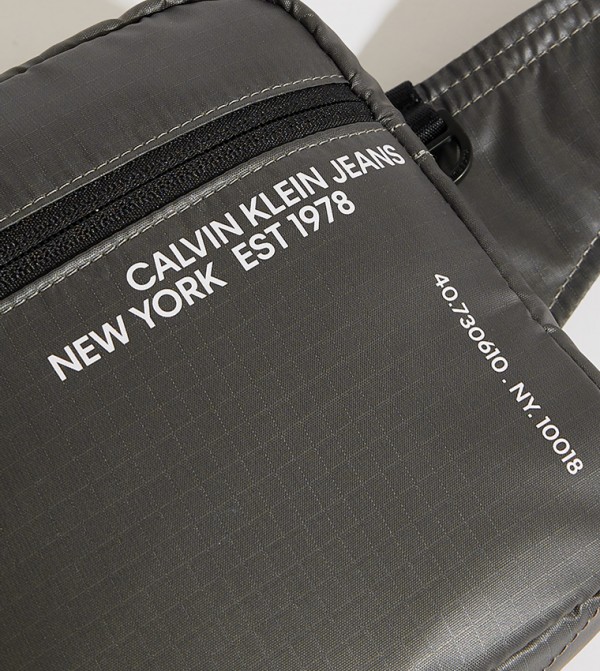 CALVIN KLEIN JEANS
NEW YORK EST 1978
40.730610 . NY. 10018